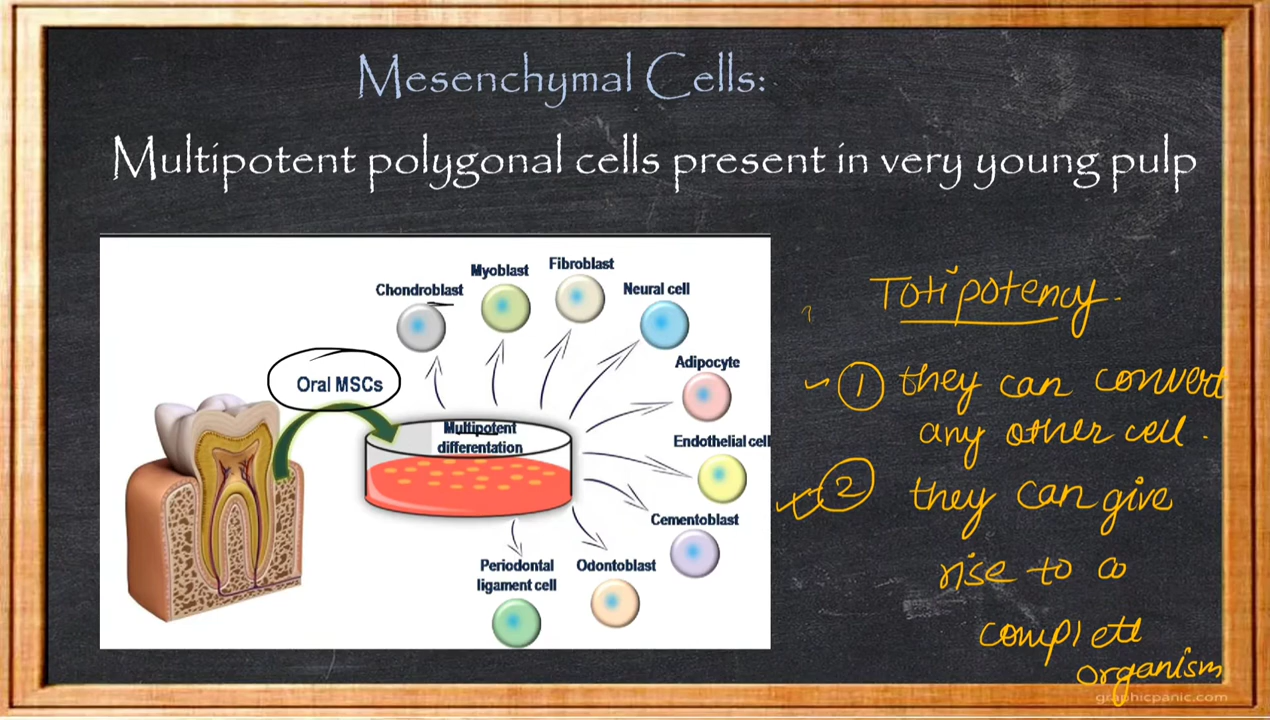 Mesenchymal Cells:
Multipotent polygonal cells present in very young pulp
Chondroblast
Myoblast
Fibroblast
Neural cell
Adipocyte
Endothelial cell
Cementoblast
Odontoblast
Periodontal
ligament cell
Oral MSCs
Multipotent
differentation
Totipotency.
① they can convert
any other cell.
② they can give
rise to a
complete
organism
graphicpanic.com